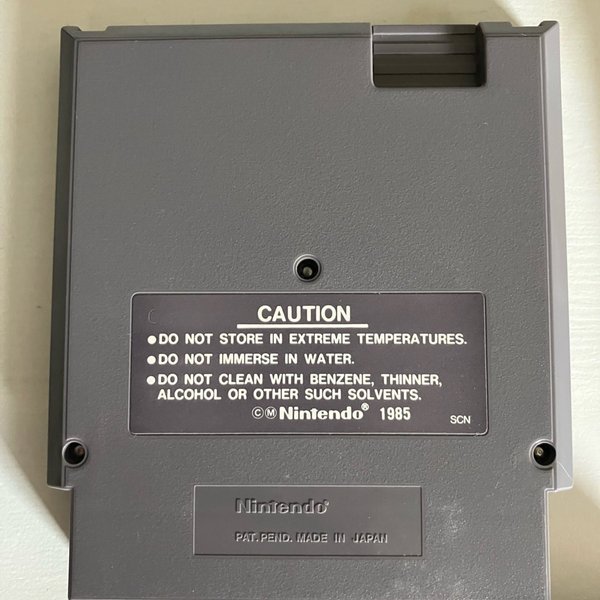 CAUTION
●DO NOT STORE IN EXTREME TEMPERATURES.
●DO NOT IMMERSE IN WATER.
●DO NOT CLEAN WITH BENZENE, THINNER,
ALCOHOL OR OTHER SUCH SOLVENTS.
©Ⓜ Nintendo® 1985 SCN
Nintendo®
PAT. PEND. MADE IN JAPAN